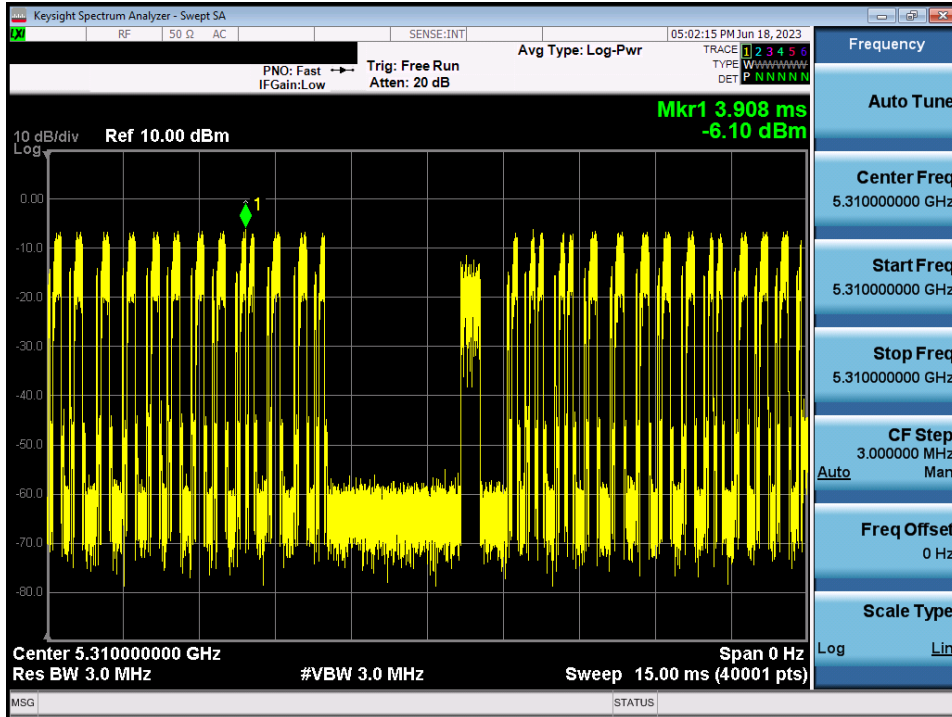 Keysight Spectrum Analyzer - Swept SA
LXI RF 50 Ω AC SENSE:INT 05:02:15 PM Jun 18, 2023
PNO: Fast
IFGain:Low
Trig: Free Run
Atten: 20 dB
Avg Type: Log-Pwr
TRACE 1 2 3 4 5 6
TYPE WWWWWW
DET P NNNNN
Mkr1 3.908 ms
-6.10 dBm
10 dB/div Ref 10.00 dBm
Log
1
0.00
-10.0
-20.0
-30.0
-40.0
-50.0
-60.0
-70.0
-80.0
Center 5.310000000 GHz Span 0 Hz
Res BW 3.0 MHz #VBW 3.0 MHz Sweep 15.00 ms (40001 pts)
MSG STATUS
Frequency
Auto Tune
Center Freq
5.310000000 GHz
Start Freq
5.310000000 GHz
Stop Freq
5.310000000 GHz
CF Step
3.000000 MHz
Auto Man
Freq Offset
0 Hz
Scale Type
Log Lin